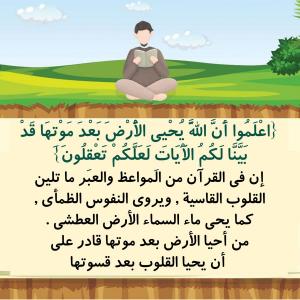 {اعْلَمُوا أَنَّ اللَّهَ يُحْيِي الْأَرْضَ بَعْدَ مَوْتِهَا قَدْ
بَيَّنَّا لَكُمُ الْآيَاتِ لَعَلَّكُمْ تَعْقِلُونَ}
إن فى القرآن من المَواعظ والعبَر ما تلين
القلوب القاسية , ويروى النفوس الظمأى ,
كما يحى ماء السماء الأرض العطشى .
من أحيا الأرض بعد موتها قادر على
أن يحيا القلوب بعد قسوتها